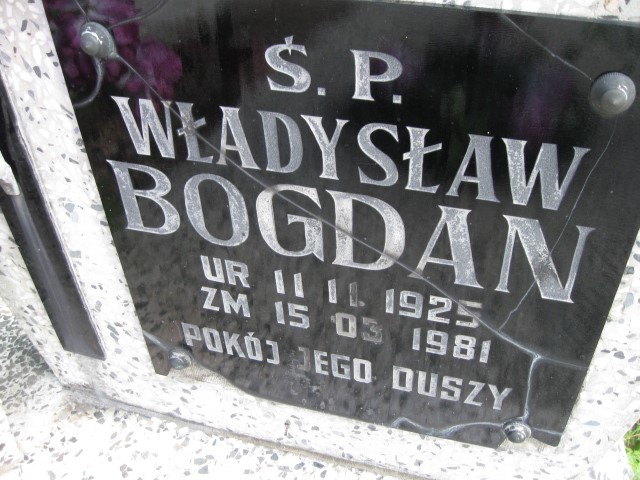 Ś. P.
WŁADYSŁAW
BOGDAN
UR 11 11. 1925
ZM 15 03 1981
POKÓJ JEGO DUSZY